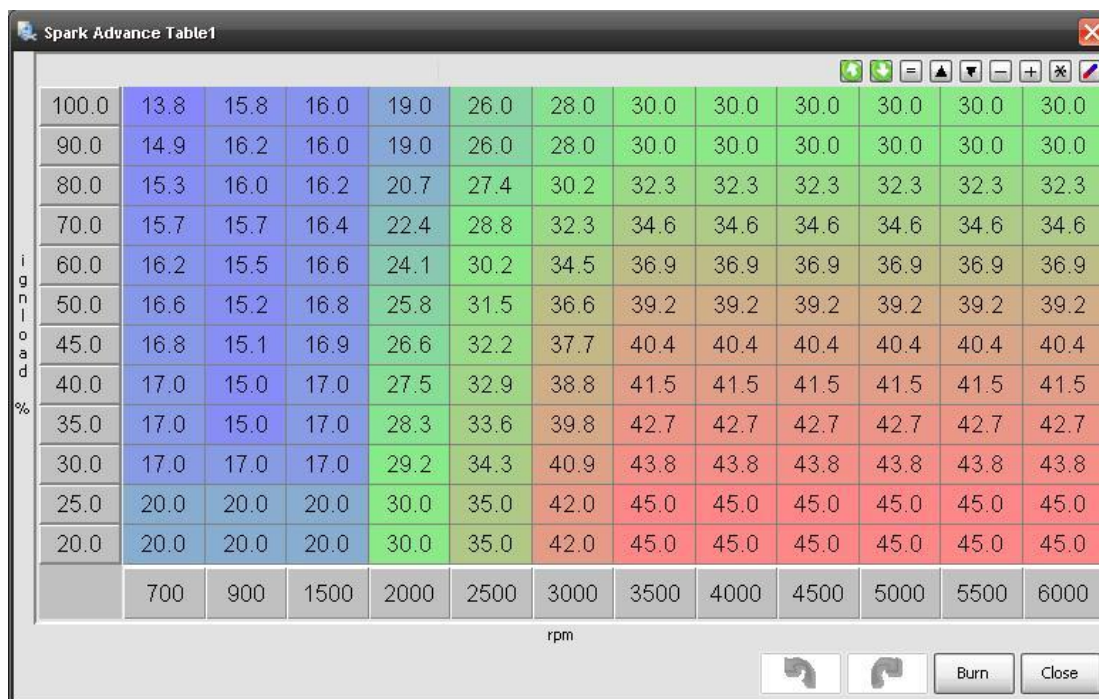 Spark Advance Table1
100.0 13.8 15.8 16.0 19.0 26.0 28.0 30.0 30.0 30.0 30.0 30.0 30.0
90.0 14.9 16.2 16.0 19.0 26.0 28.0 30.0 30.0 30.0 30.0 30.0 30.0
80.0 15.3 16.0 16.2 20.7 27.4 30.2 32.3 32.3 32.3 32.3 32.3 32.3
70.0 15.7 15.7 16.4 22.4 28.8 32.3 34.6 34.6 34.6 34.6 34.6 34.6
60.0 16.2 15.5 16.6 24.1 30.2 34.5 36.9 36.9 36.9 36.9 36.9 36.9
50.0 16.6 15.2 16.8 25.8 31.5 36.6 39.2 39.2 39.2 39.2 39.2 39.2
45.0 16.8 15.1 16.9 26.6 32.2 37.7 40.4 40.4 40.4 40.4 40.4 40.4
40.0 17.0 15.0 17.0 27.5 32.9 38.8 41.5 41.5 41.5 41.5 41.5 41.5
35.0 17.0 15.0 17.0 28.3 33.6 39.8 42.7 42.7 42.7 42.7 42.7 42.7
30.0 17.0 17.0 17.0 29.2 34.3 40.9 43.8 43.8 43.8 43.8 43.8 43.8
25.0 20.0 20.0 20.0 30.0 35.0 42.0 45.0 45.0 45.0 45.0 45.0 45.0
20.0 20.0 20.0 20.0 30.0 35.0 42.0 45.0 45.0 45.0 45.0 45.0 45.0
700 900 1500 2000 2500 3000 3500 4000 4500 5000 5500 6000
ignload %
rpm
Burn Close